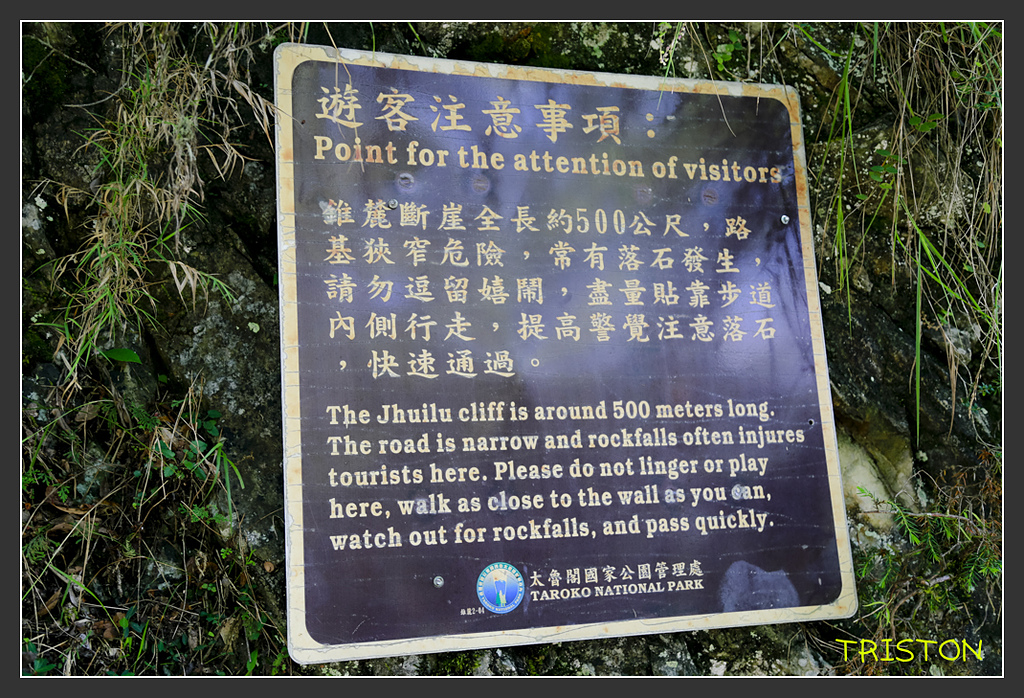 遊客注意事項：
Point for the attention of visitors
錐麓斷崖全長約500公尺，路
基狹窄危險，常有落石發生，
請勿逗留嬉鬧，盡量貼靠步道
內側行走，提高警覺注意落石
，快速通過。
The Jhuilu cliff is around 500 meters long.
The road is narrow and rockfalls often injures
tourists here. Please do not linger or play
here, walk as close to the wall as you can,
watch out for rockfalls, and pass quickly.
太魯閣國家公園管理處
TAROKO NATIONAL PARK
錐麓2-04
TRISTON